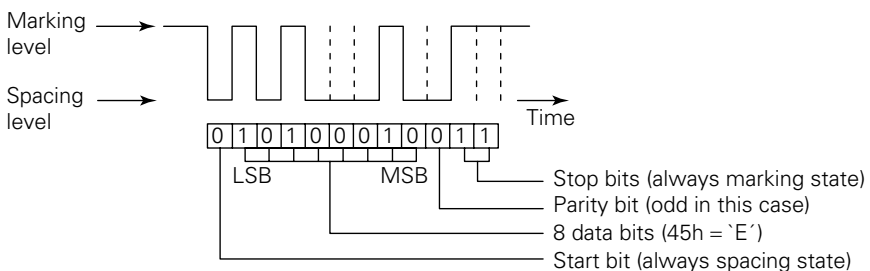 Marking
level
Spacing
level
Time
0 1 0 1 0 0 0 1 0 0 1 1
LSB MSB
Stop bits (always marking state)
Parity bit (odd in this case)
8 data bits (45h = `E´)
Start bit (always spacing state)